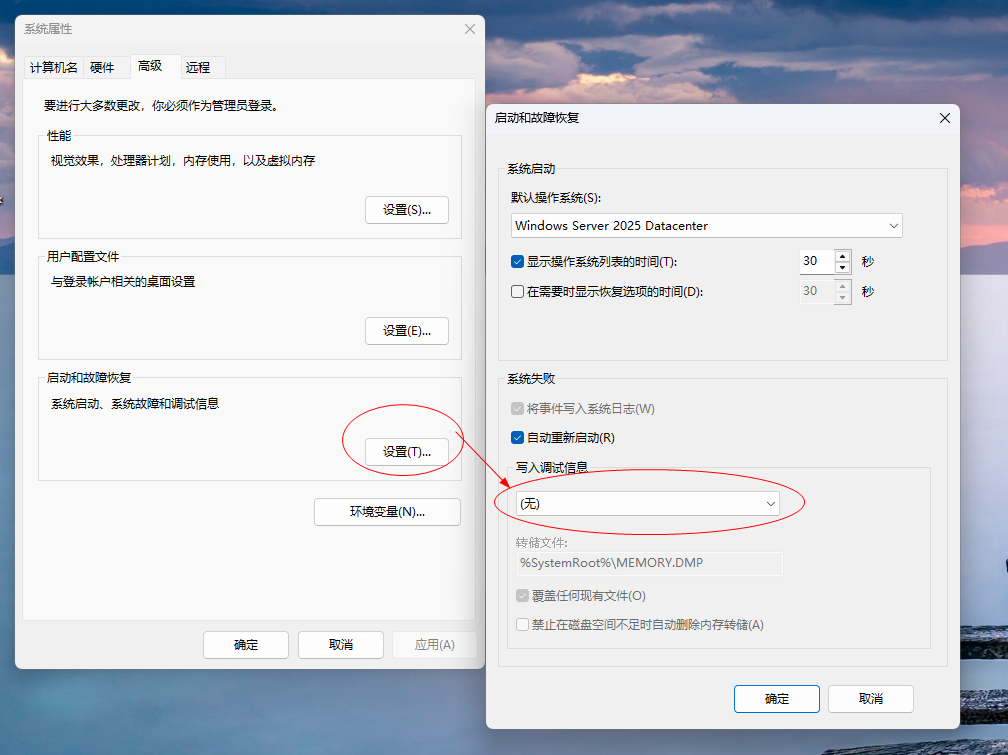 系统属性
计算机名
硬件
高级
远程
要进行大多数更改，你必须作为管理员登录。
性能
视觉效果，处理器计划，内存使用，以及虚拟内存
设置(S)...
用户配置文件
与登录帐户相关的桌面设置
设置(E)...
启动和故障恢复
系统启动、系统故障和调试信息
设置(T)...
环境变量(N)...
确定
取消
应用(A)
启动和故障恢复
系统启动
默认操作系统(S):
Windows Server 2025 Datacenter
显示操作系统列表的时间(T): 30 秒
在需要时显示恢复选项的时间(D): 30 秒
系统失败
将事件写入系统日志(W)
自动重新启动(R)
写入调试信息
(无)
转储文件:
%SystemRoot%\MEMORY.DMP
覆盖任何现有文件(O)
禁止在磁盘空间不足时自动删除内存转储(A)
确定
取消